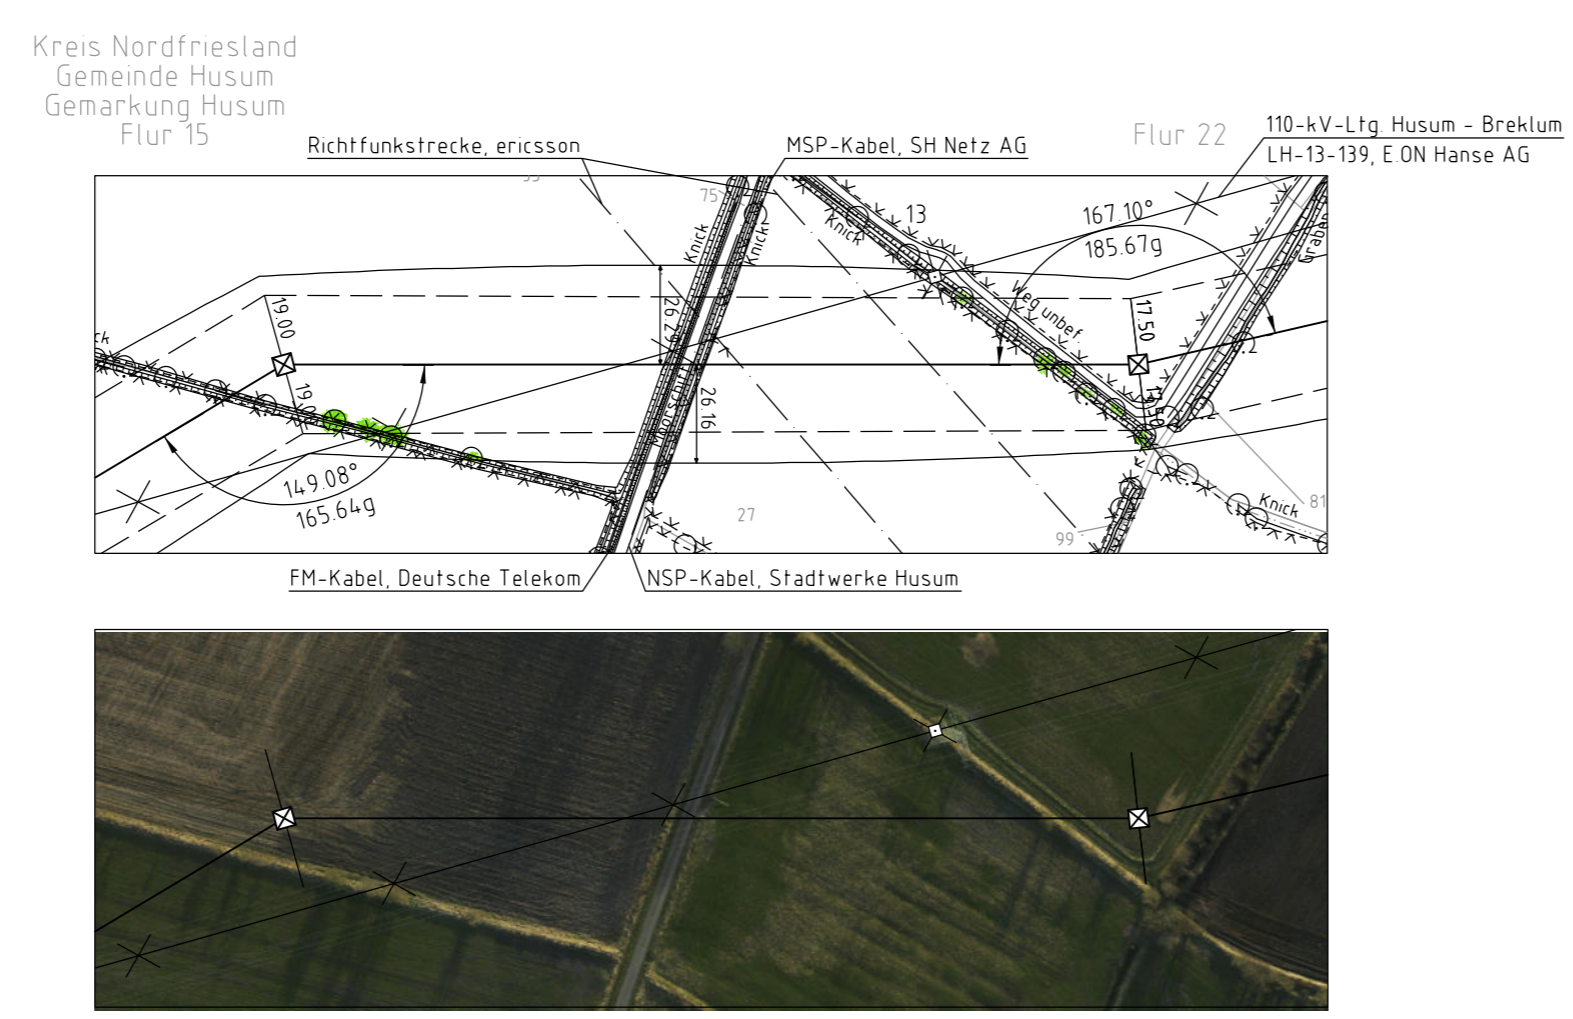 Kreis Nordfriesland
Gemeinde Husum
Gemarkung Husum
Flur 15
Richtfunkstrecke, ericsson
MSP-Kabel, SH Netz AG
Flur 22
110-kV-Ltg. Husum - Breklum
LH-13-139, E.ON Hanse AG
75
Knick
Knick
Knick
13
167.10°
185.67g
Graben
19.00
26.29
Weg unbef.
17.50
26.16
149.08°
165.64g
27
99
Knick
81
FM-Kabel, Deutsche Telekom
NSP-Kabel, Stadtwerke Husum